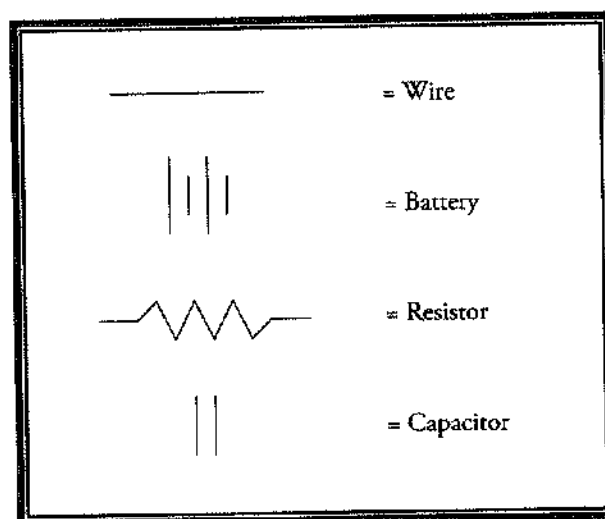 = Wire
= Battery
= Resistor
= Capacitor